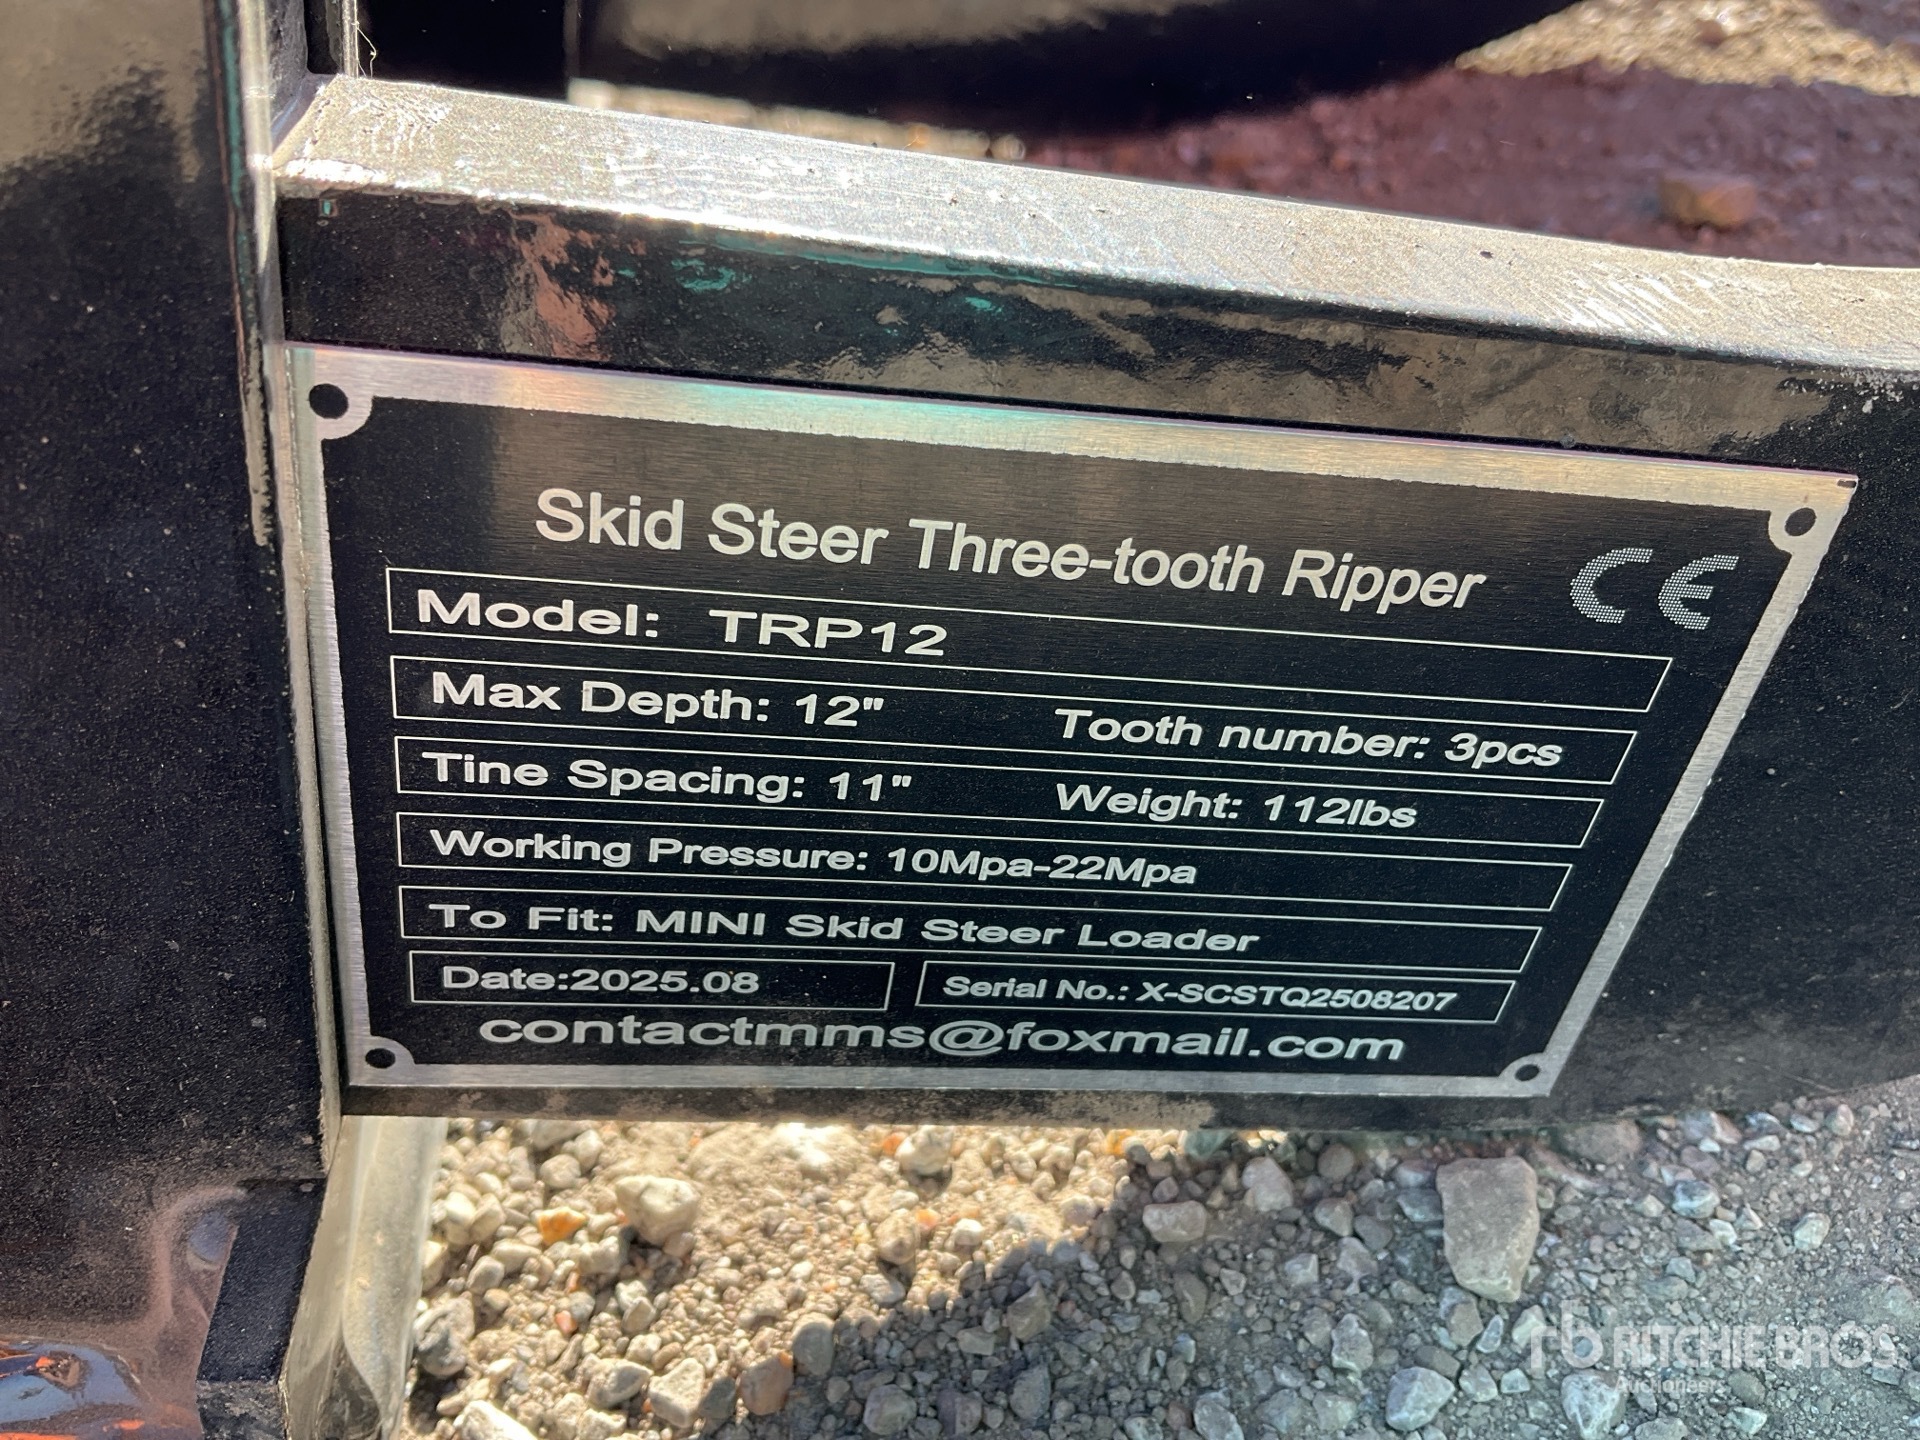 Skid Steer Three-tooth Ripper CE
Model: TRP12
Max Depth: 12" Tooth number: 3pcs
Tine Spacing: 11" Weight: 112lbs
Working Pressure: 10Mpa-22Mpa
To Fit: MINI Skid Steer Loader
Date:2025.08 Serial No.: X-SCSTQ2508207
contactmms@foxmail.com
rb RITCHIE BROS
Auctioneers